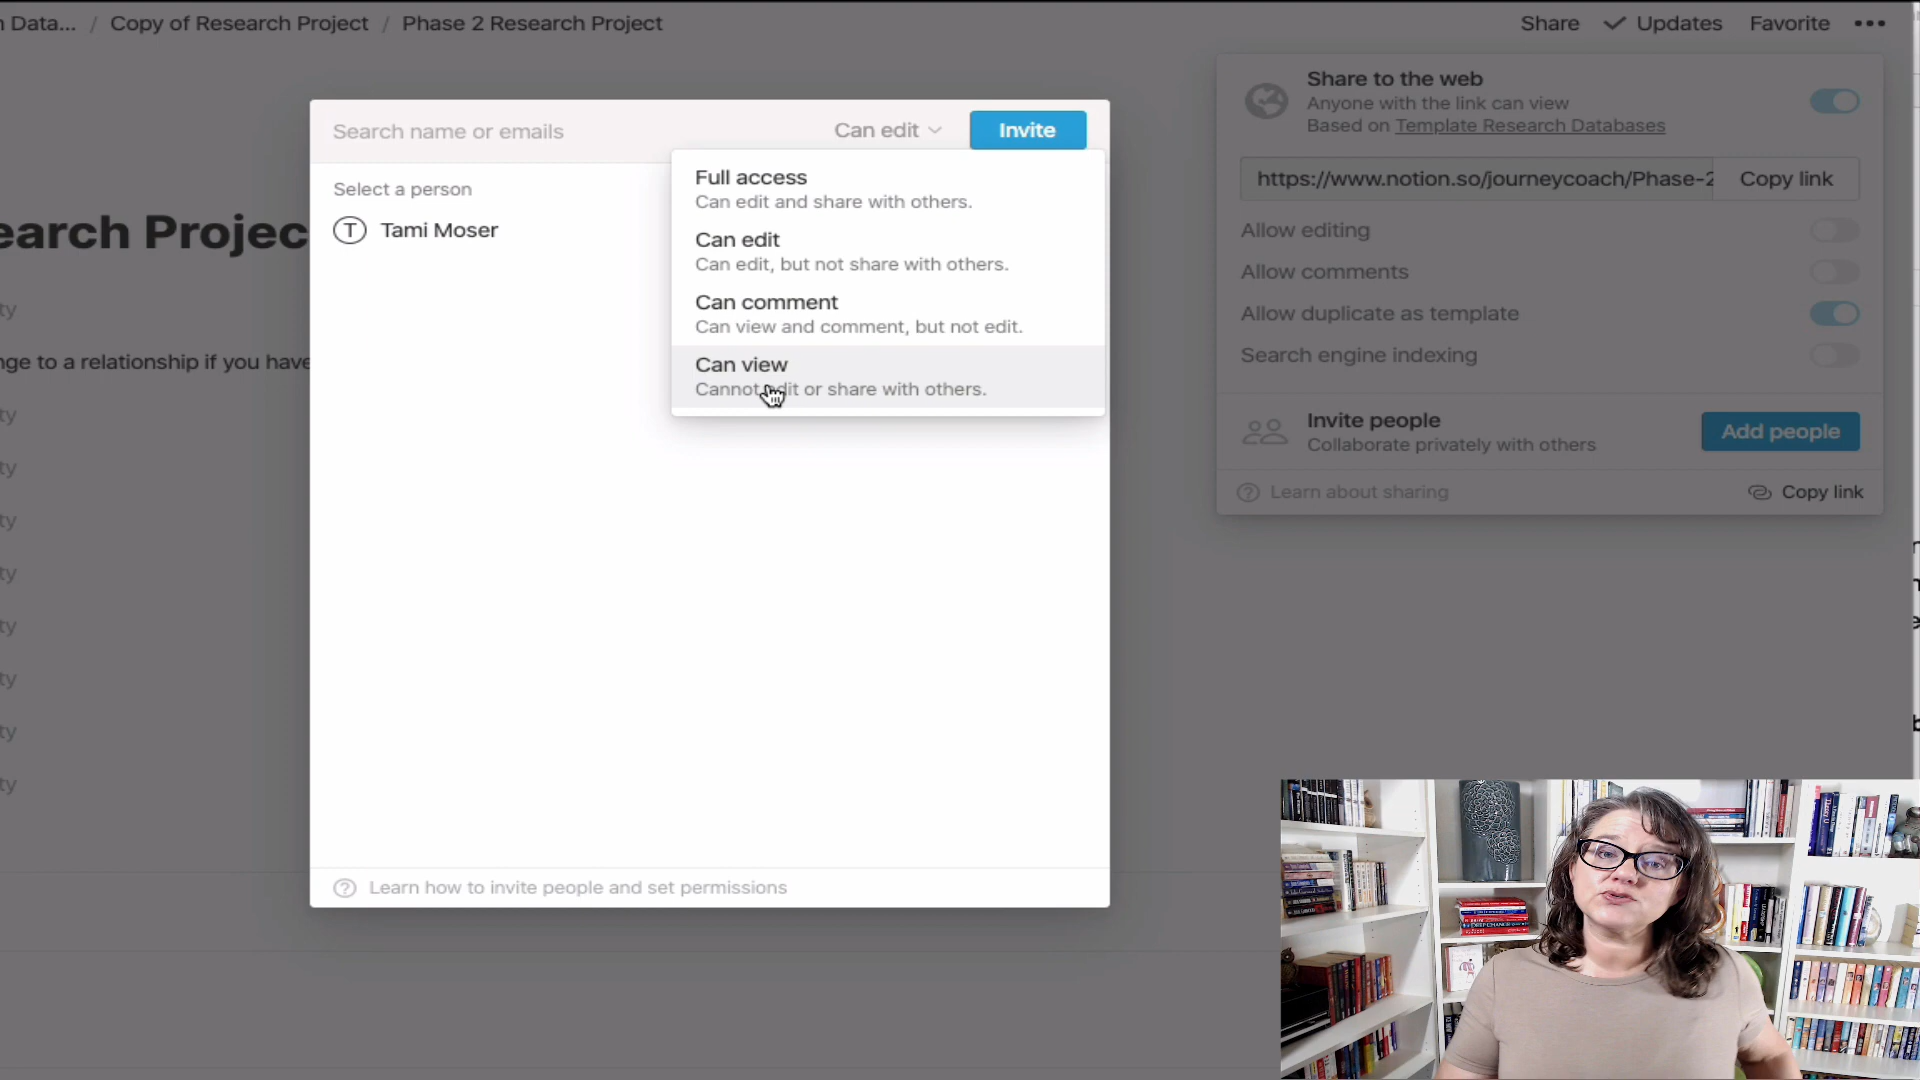 Data... / Copy of Research Project / Phase 2 Research Project
Share Updates Favorite
Search name or emails
Can edit
Invite
Select a person
T Tami Moser
Full access
Can edit and share with others.
Can edit
Can edit, but not share with others.
Can comment
Can view and comment, but not edit.
Can view
Cannot edit or share with others.
Learn how to invite people and set permissions
earch Projec
ty
nge to a relationship if you have
ty
ty
ty
ty
ty
ty
ty
ty
Share to the web
Anyone with the link can view
Based on Template Research Databases
https://www.notion.so/journeycoach/Phase-2
Copy link
Allow editing
Allow comments
Allow duplicate as template
Search engine indexing
Invite people
Collaborate privately with others
Add people
Learn about sharing
Copy link